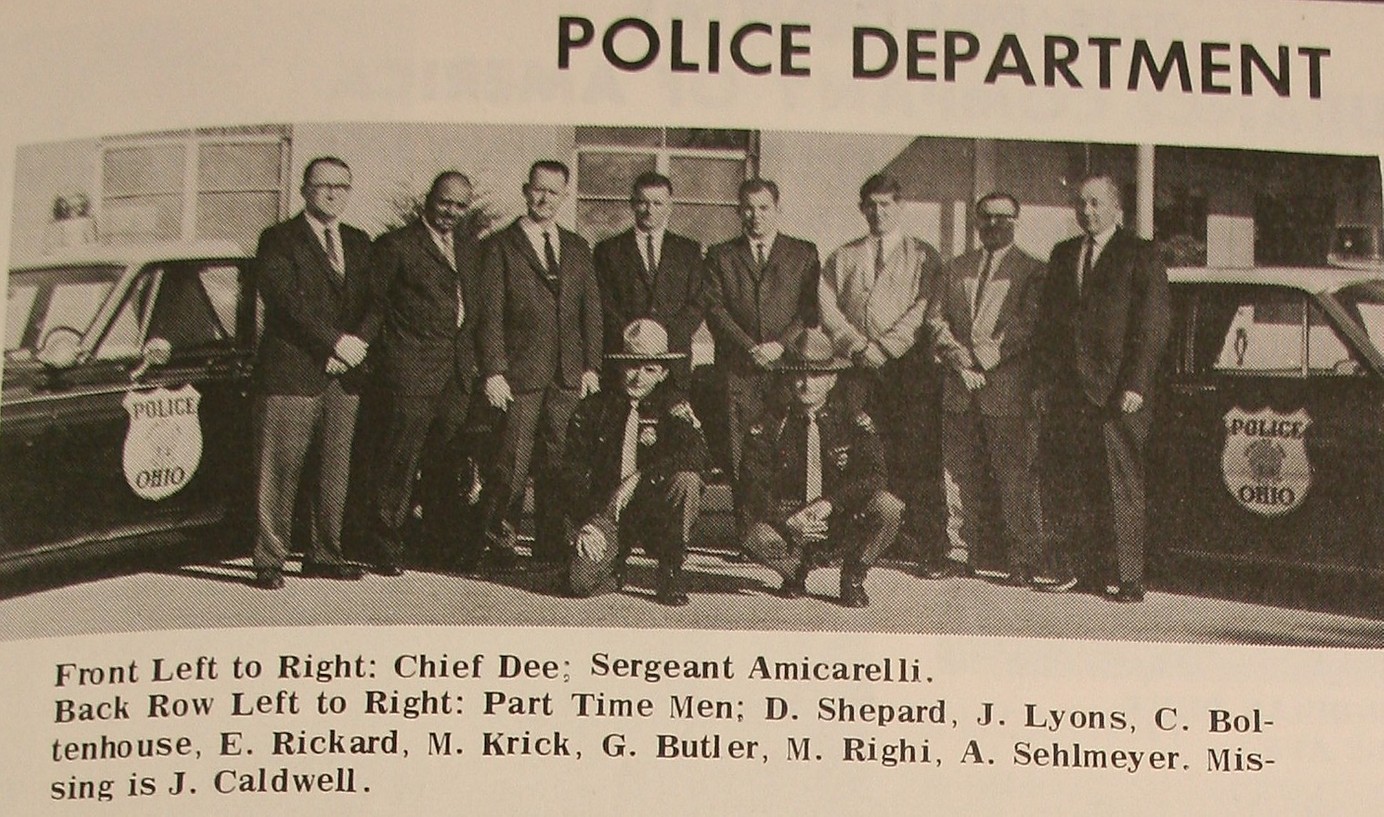 POLICE DEPARTMENT
POLICE
OHIO
POLICE
OHIO
Front Left to Right: Chief Dee; Sergeant Amicarelli.
Back Row Left to Right: Part Time Men; D. Shepard, J. Lyons, C. Bol-
tenhouse, E. Rickard, M. Krick, G. Butler, M. Righi, A. Sehlmeyer. Mis-
sing is J. Caldwell.